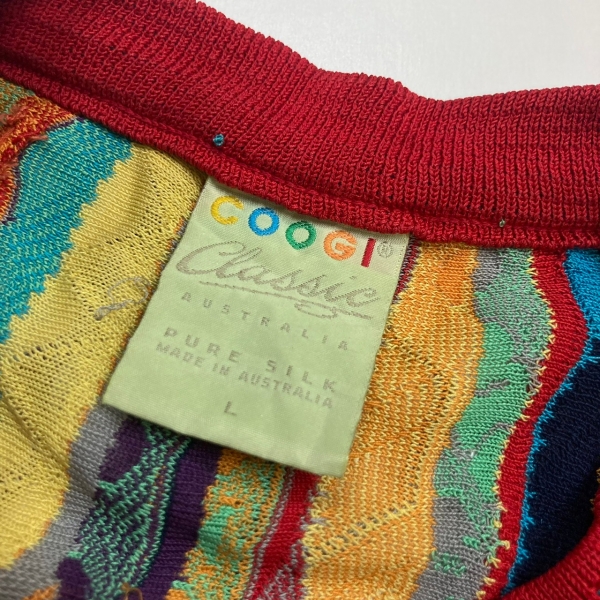 COOGI®
Classic
AUSTRALIA
PURE SILK
MADE IN AUSTRALIA
L